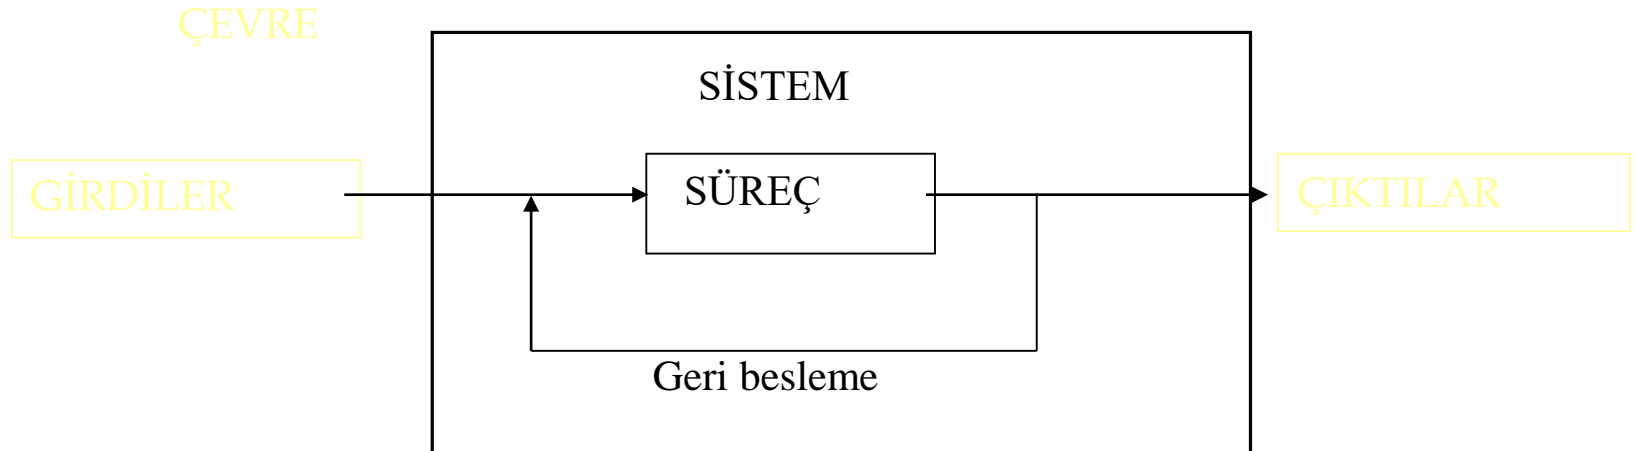 ÇEVRE
SİSTEM
GİRDİLER
SÜREÇ
ÇIKTILAR
Geri besleme